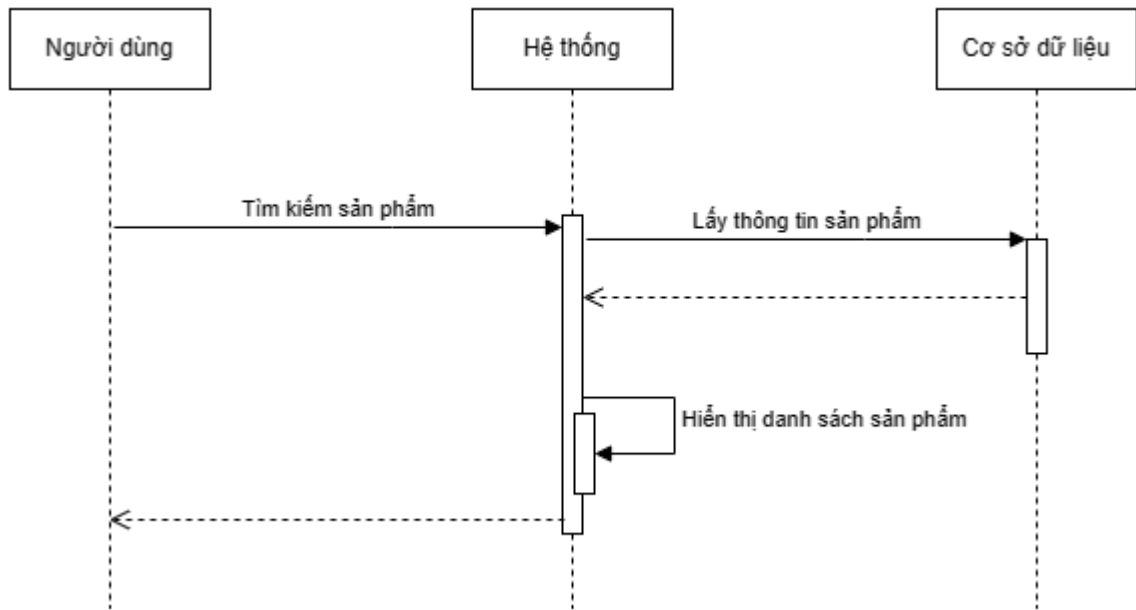 Người dùng
Hệ thống
Cơ sở dữ liệu
Tìm kiếm sản phẩm
Lấy thông tin sản phẩm
Hiển thị danh sách sản phẩm